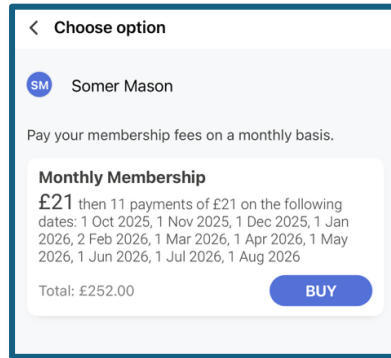 Choose option
SM
Somer Mason
Pay your membership fees on a monthly basis.
Monthly Membership
£21 then 11 payments of £21 on the following
dates: 1 Oct 2025, 1 Nov 2025, 1 Dec 2025, 1 Jan
2026, 2 Feb 2026, 1 Mar 2026, 1 Apr 2026, 1 May
2026, 1 Jun 2026, 1 Jul 2026, 1 Aug 2026
Total: £252.00
BUY